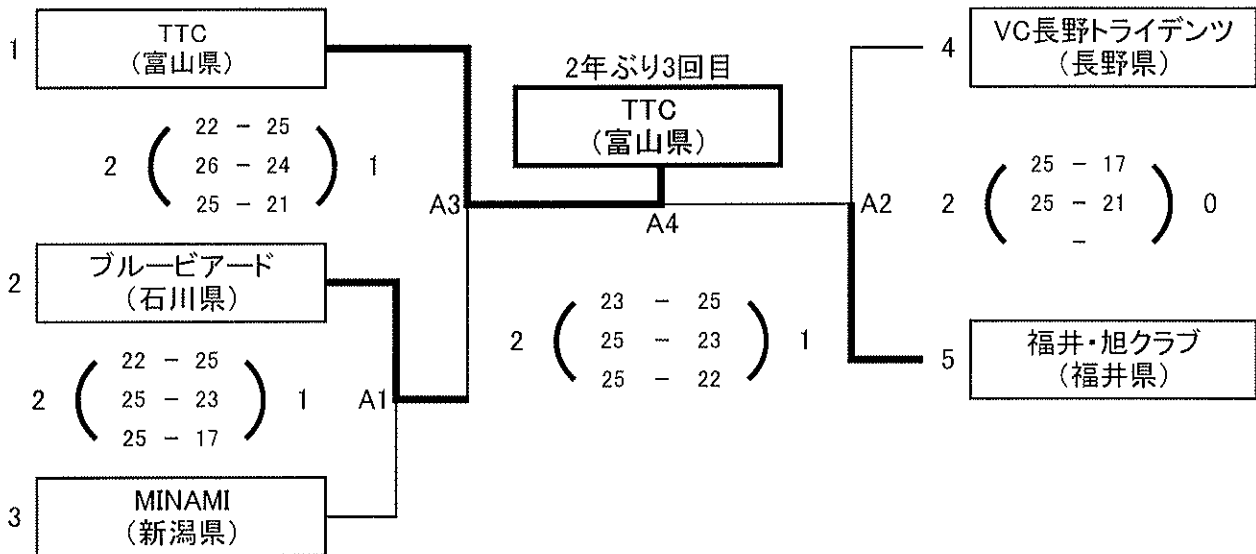 1
TTC
(富山県)
2年ぶり3回目
TTC
(富山県)
4
VC長野トライデンツ
(長野県)
2
22 - 25
26 - 24
25 - 21
1
A3
A4
A2
2
25 - 17
25 - 21
-
0
2
ブルービアード
(石川県)
2
23 - 25
25 - 23
25 - 22
1
5
福井・旭クラブ
(福井県)
2
22 - 25
25 - 23
25 - 17
1
A1
3
MINAMI
(新潟県)